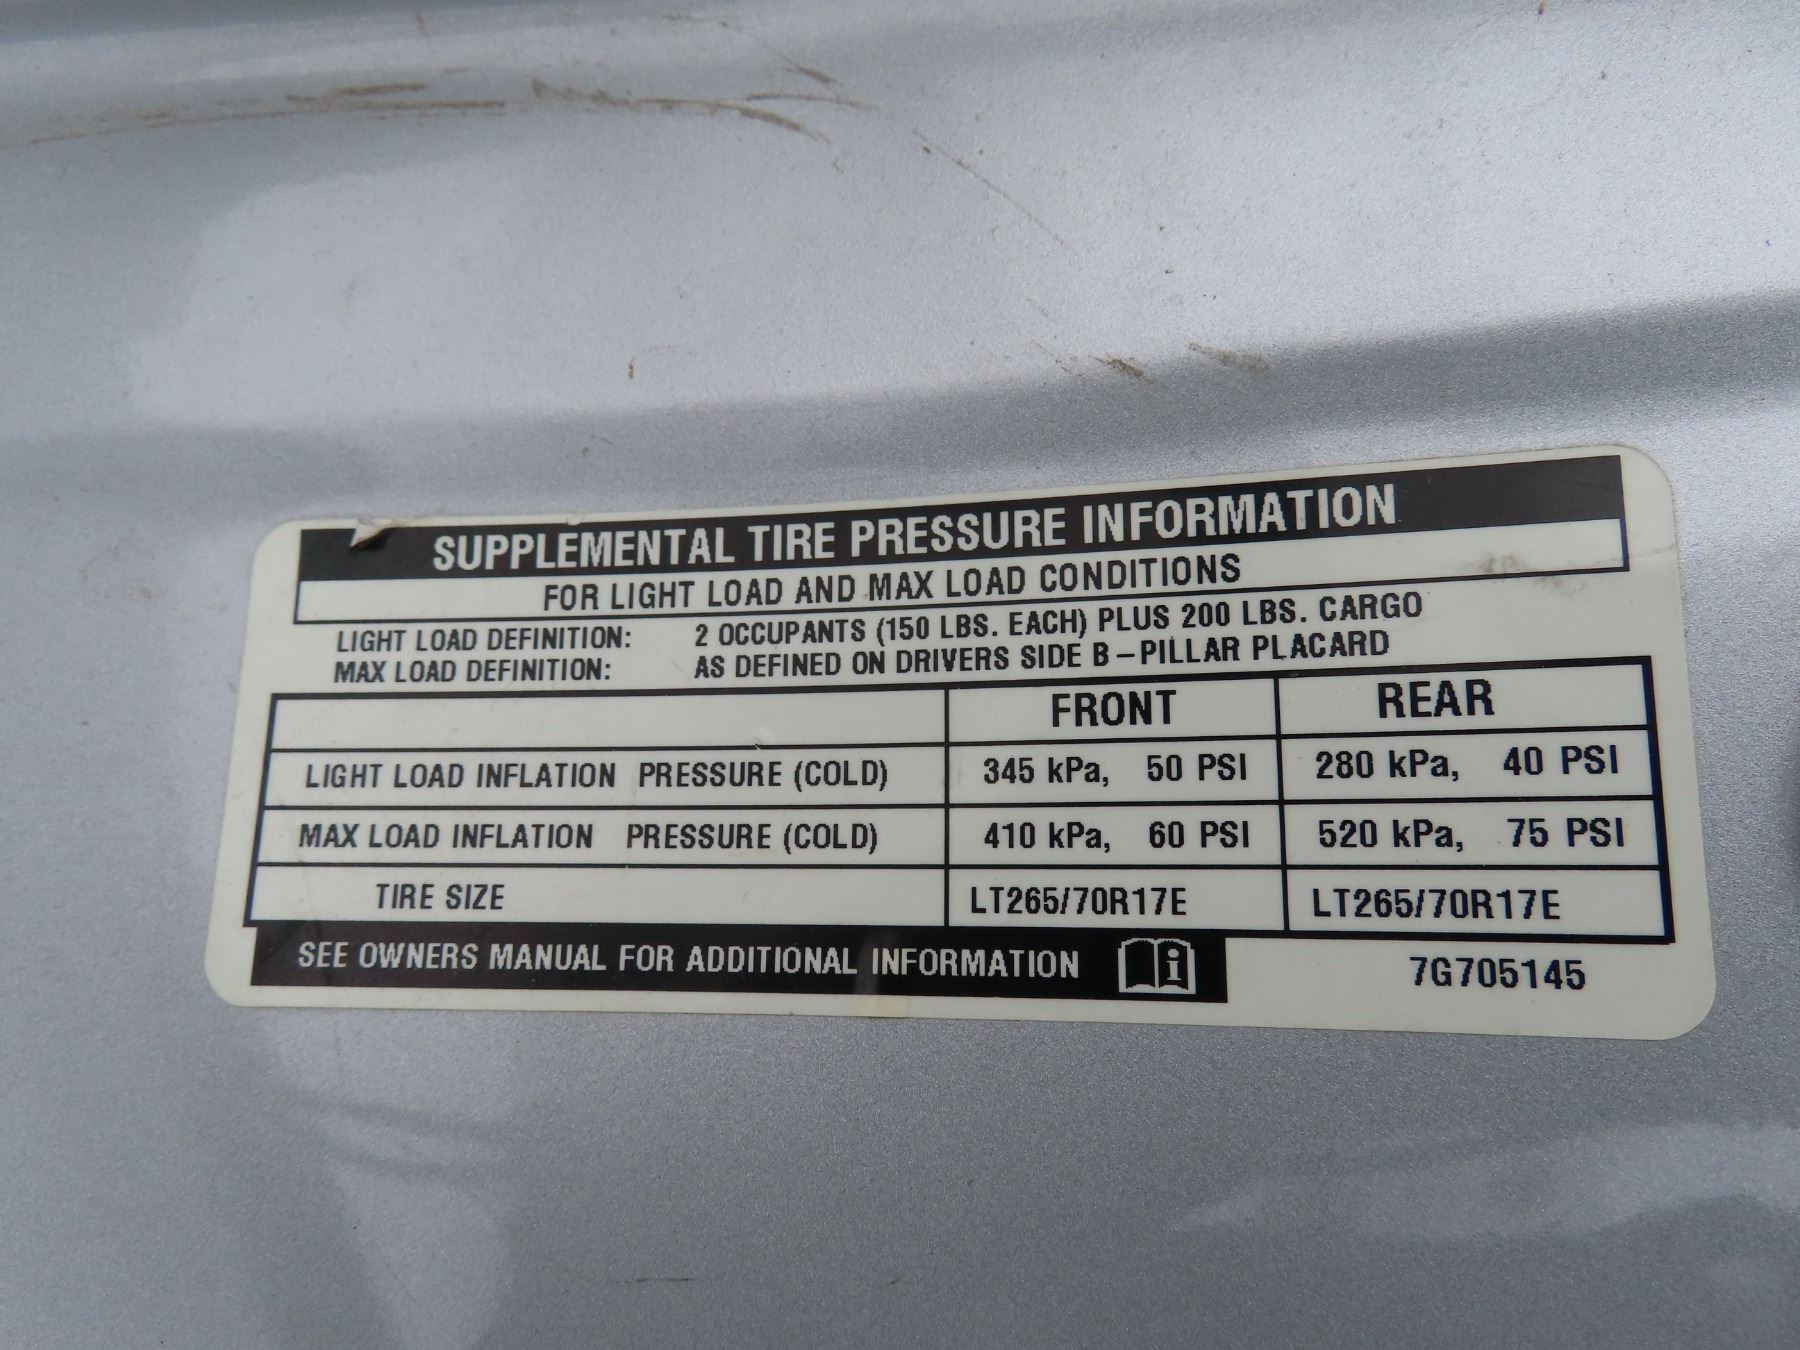 SUPPLEMENTAL TIRE PRESSURE INFORMATION
FOR LIGHT LOAD AND MAX LOAD CONDITIONS
LIGHT LOAD DEFINITION: 2 OCCUPANTS (150 LBS. EACH) PLUS 200 LBS. CARGO
MAX LOAD DEFINITION: AS DEFINED ON DRIVERS SIDE B-PILLAR PLACARD
FRONT REAR
LIGHT LOAD INFLATION PRESSURE (COLD) 345 kPa, 50 PSI 280 kPa, 40 PSI
MAX LOAD INFLATION PRESSURE (COLD) 410 kPa, 60 PSI 520 kPa, 75 PSI
TIRE SIZE LT265/70R17E LT265/70R17E
SEE OWNERS MANUAL FOR ADDITIONAL INFORMATION i 7G705145